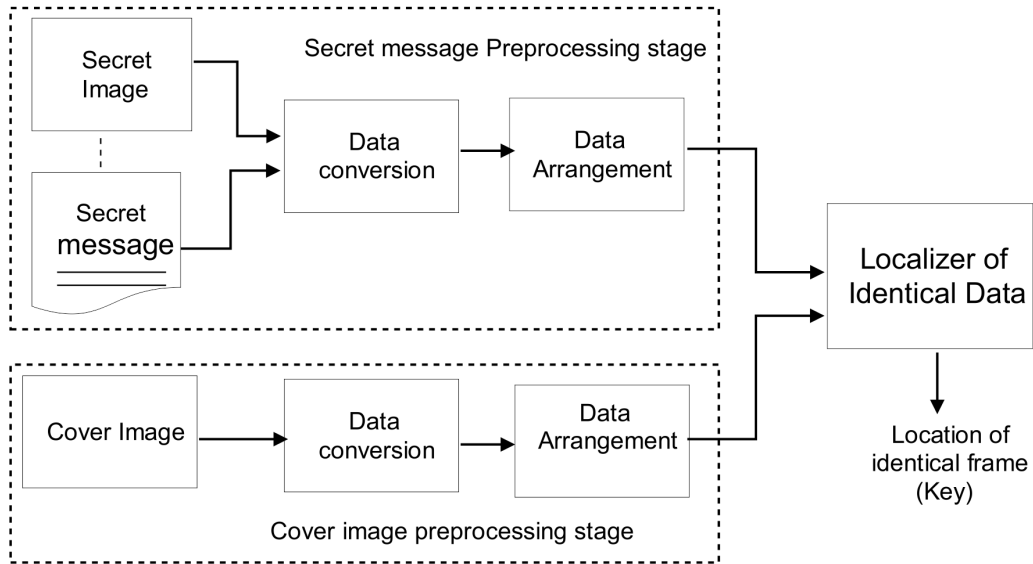 Secret message Preprocessing stage
Secret
Image
Data
conversion
Data
Arrangement
Secret
message
Localizer of
Identical Data
Cover Image
Data
conversion
Data
Arrangement
Location of
identical frame
(Key)
Cover image preprocessing stage